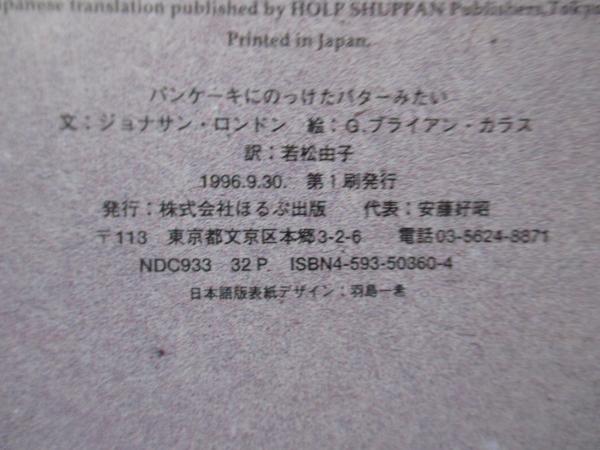 apanese translation published by HOLP SHUPPAN Publishers, Tokyo
Printed in Japan.
パンケーキにのっけたバターみたい
文：ジョナサン・ロンドン 絵：G.ブライアン・カラス
訳：若松由子
1996.9.30. 第1刷発行
発行：株式会社ほるぷ出版 代表：安藤好昭
〒113 東京都文京区本郷3-2-6 電話03-5624-8871
NDC933 32P. ISBN4-593-50360-4
日本語版表紙デザイン：羽島一希